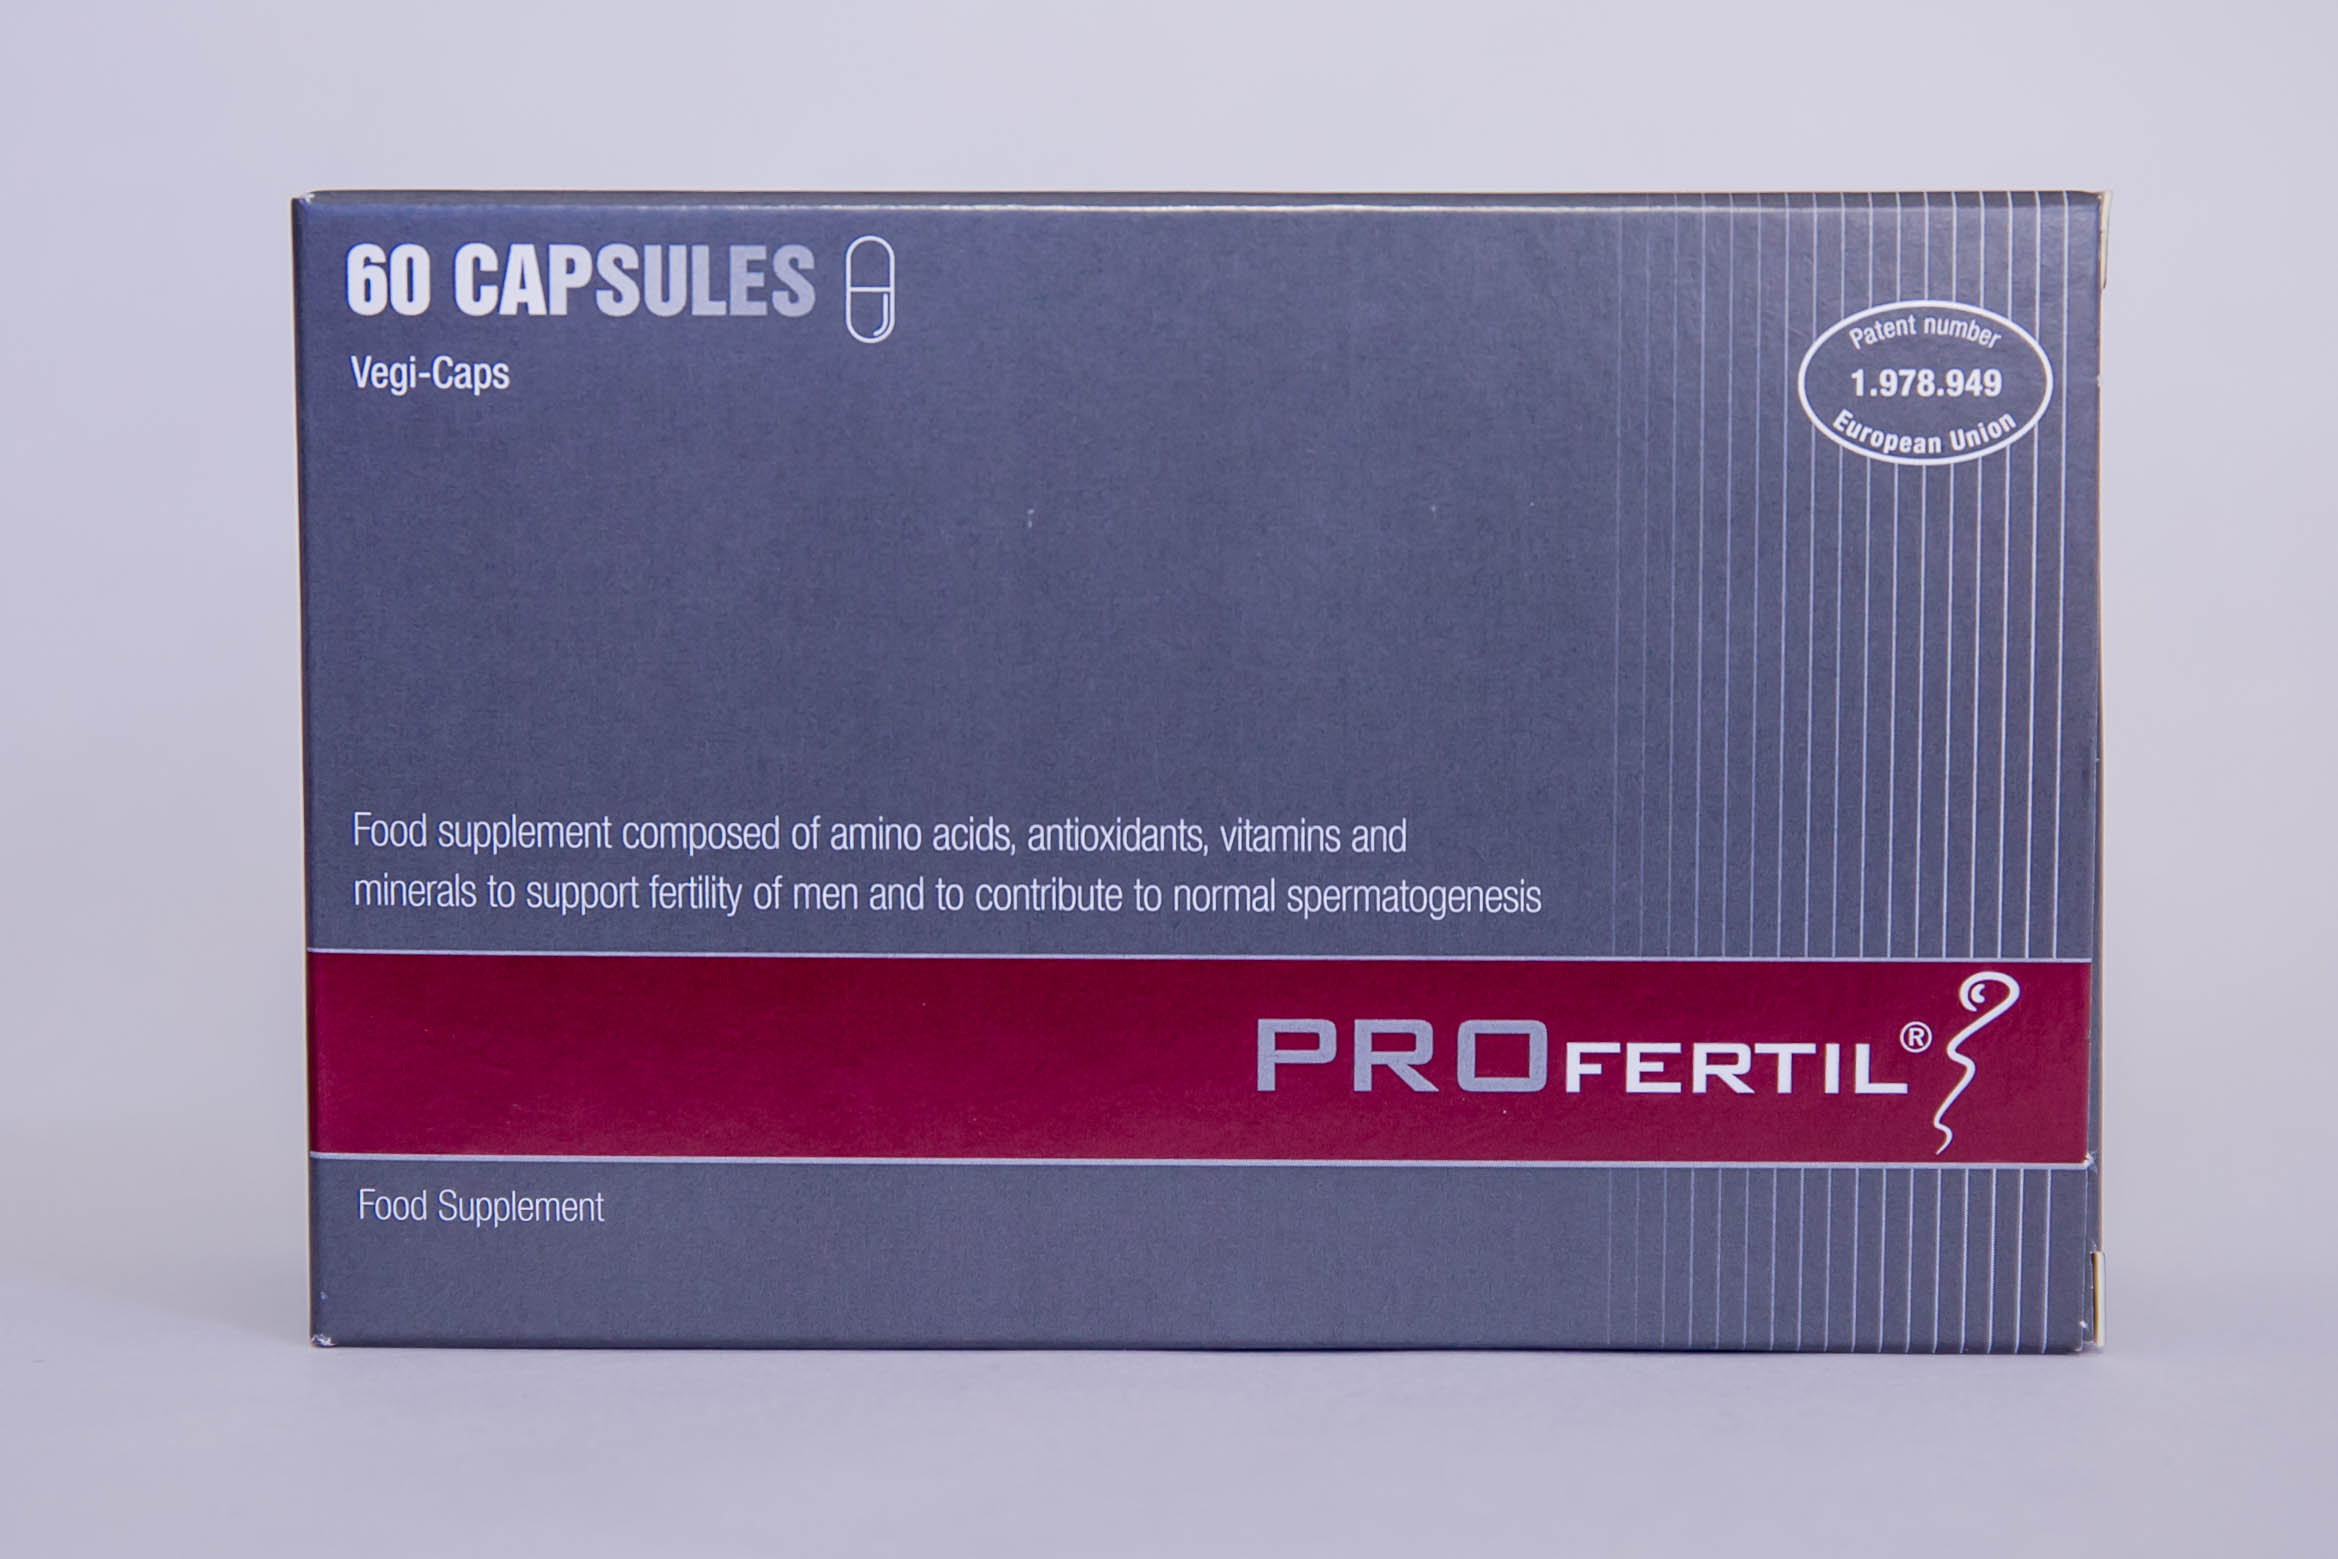 60 CAPSULES
Vegi-Caps
Patent number
1.978.949
European Union
Food supplement composed of amino acids, antioxidants, vitamins and
minerals to support fertility of men and to contribute to normal spermatogenesis
PROFERTIL®
Food Supplement